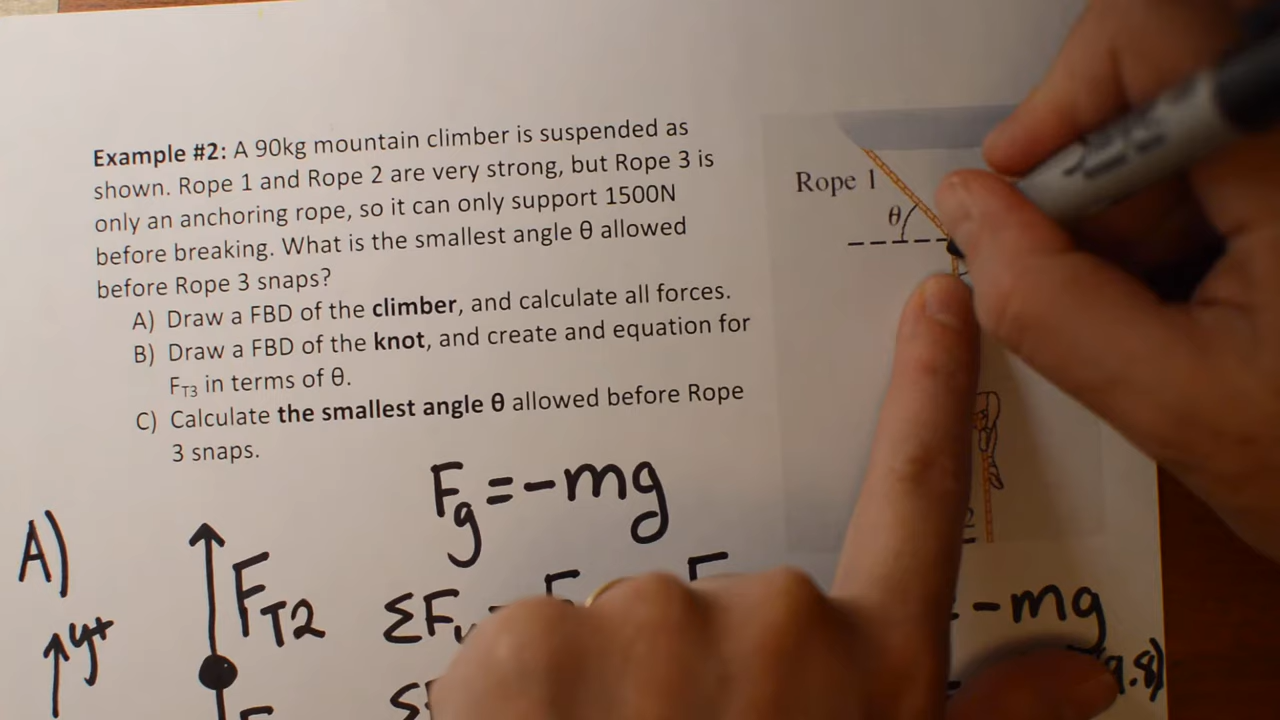 Example #2: A 90kg mountain climber is suspended as
shown. Rope 1 and Rope 2 are very strong, but Rope 3 is
only an anchoring rope, so it can only support 1500N
before breaking. What is the smallest angle θ allowed
before Rope 3 snaps?
A) Draw a FBD of the climber, and calculate all forces.
B) Draw a FBD of the knot, and create and equation for
F_T3 in terms of θ.
C) Calculate the smallest angle θ allowed before Rope
3 snaps.
Rope 1
θ
F_g = -mg
A)
y+
F_T2
ΣF
-mg
9.8)